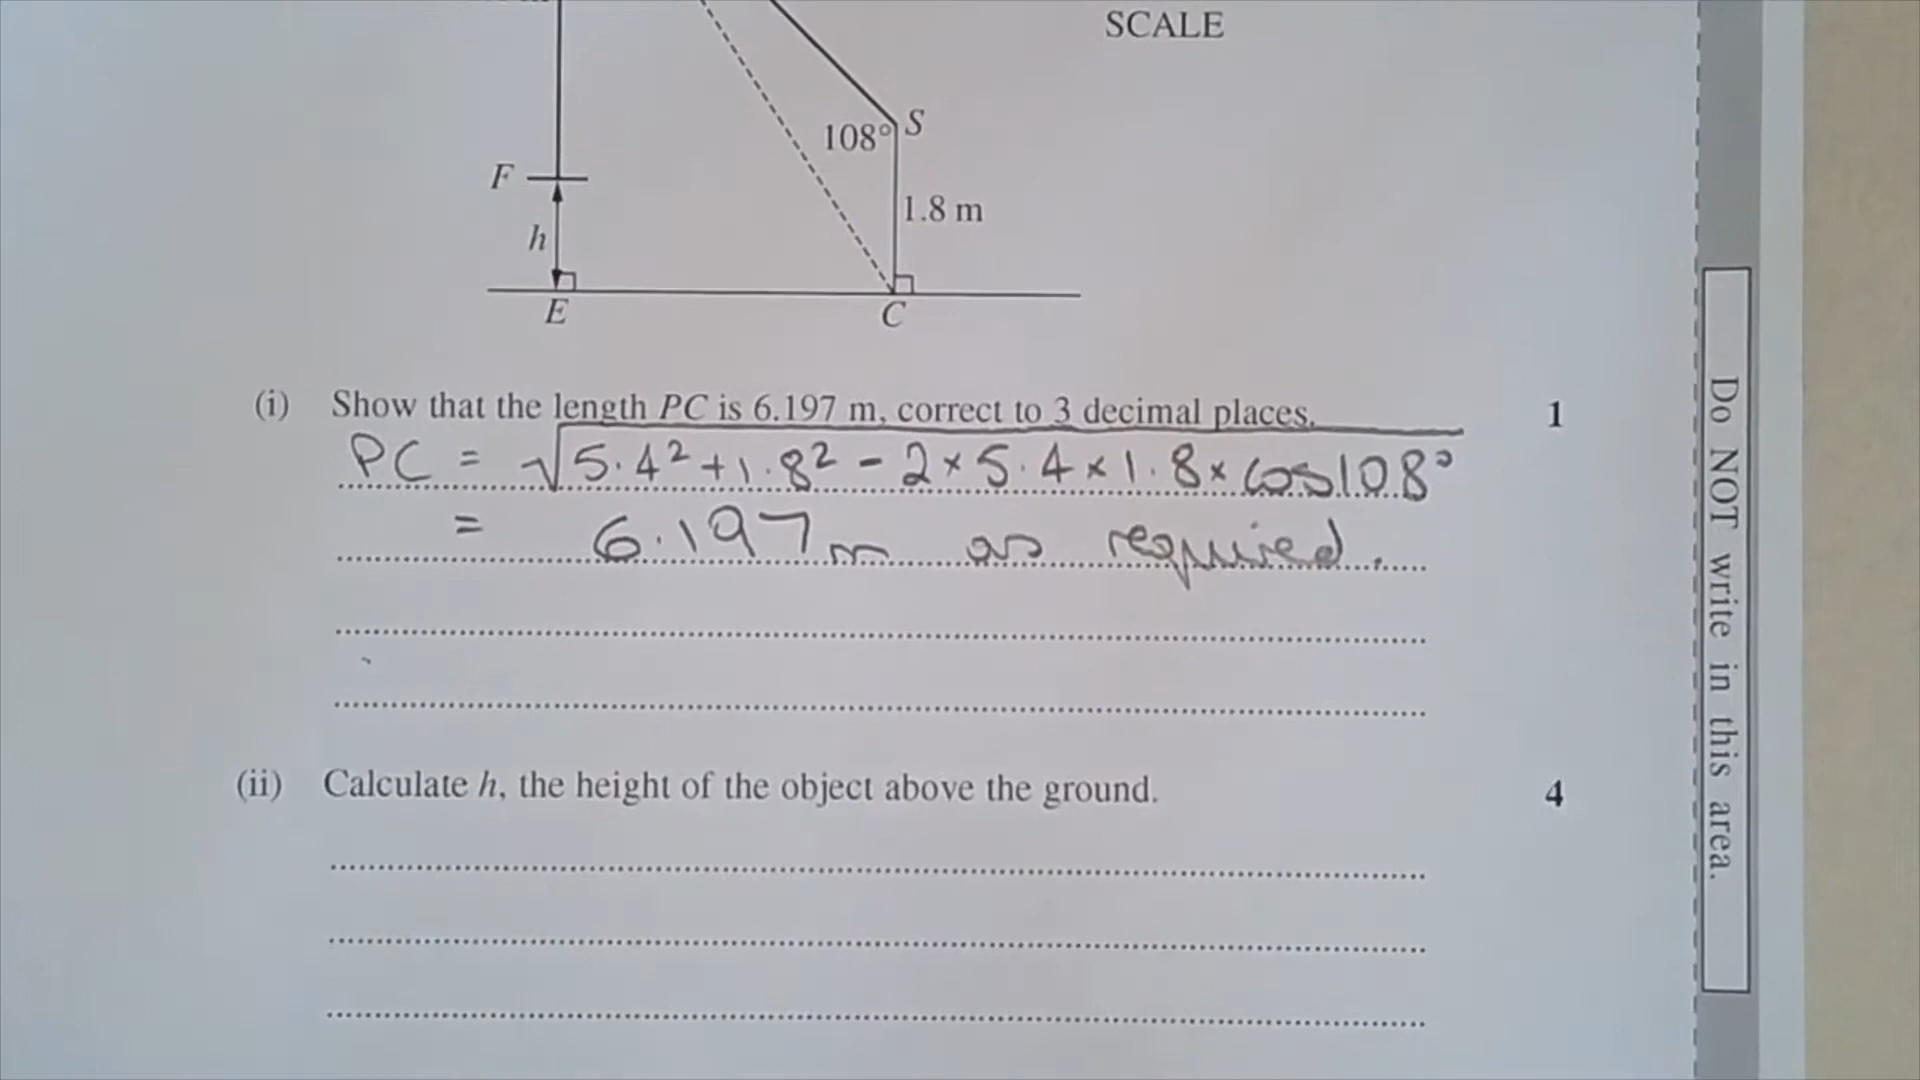 SCALE
108° S
F
1.8 m
h
E
C
(i) Show that the length PC is 6.197 m, correct to 3 decimal places. 1
PC = √5.4² + 1.8² - 2 × 5.4 × 1.8 × cos108°
= 6.197m as required.
(ii) Calculate h, the height of the object above the ground. 4
Do NOT write in this area.